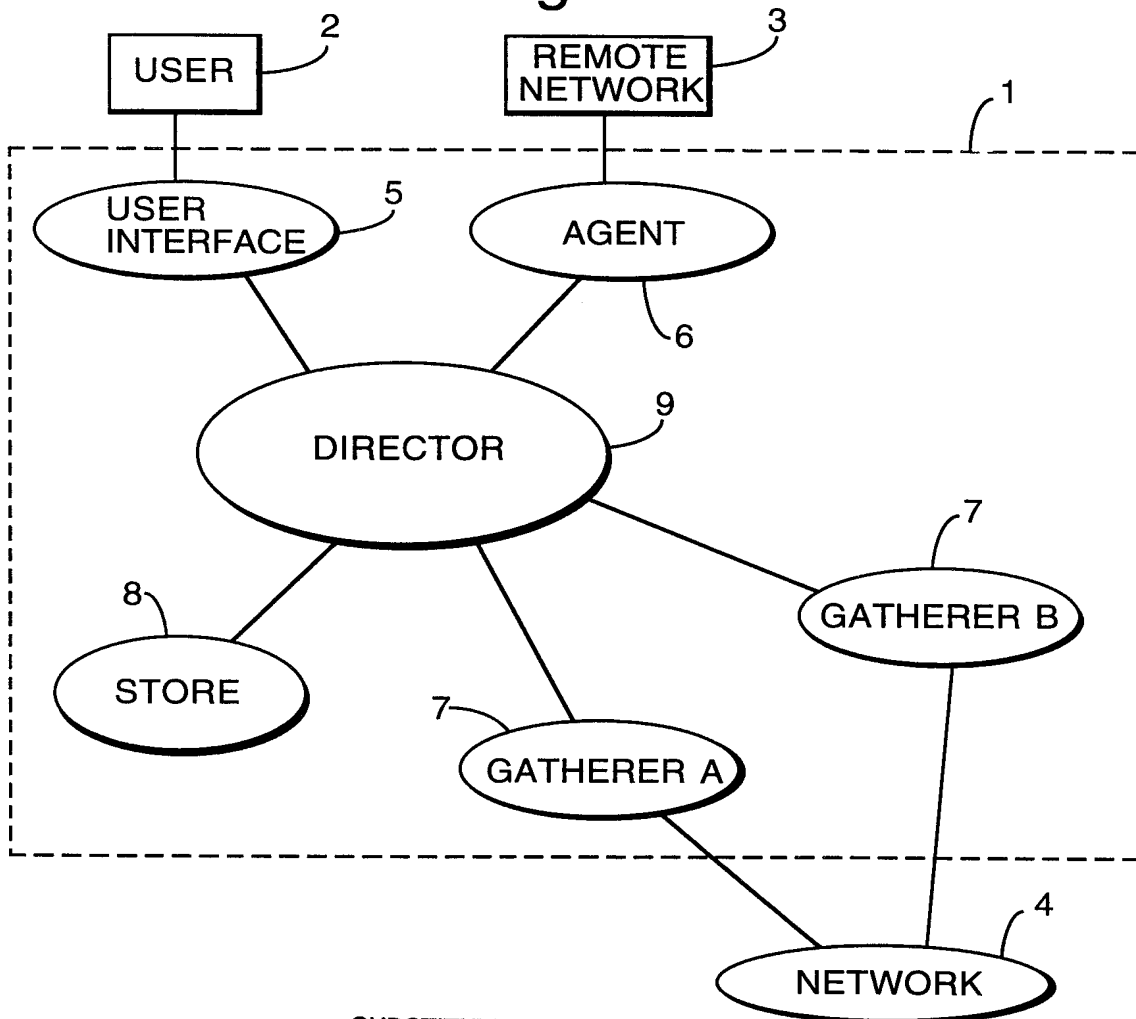 2
3
USER
REMOTE
NETWORK
1
USER
INTERFACE
5
AGENT
6
9
DIRECTOR
7
8
GATHERER B
STORE
7
GATHERER A
4
NETWORK